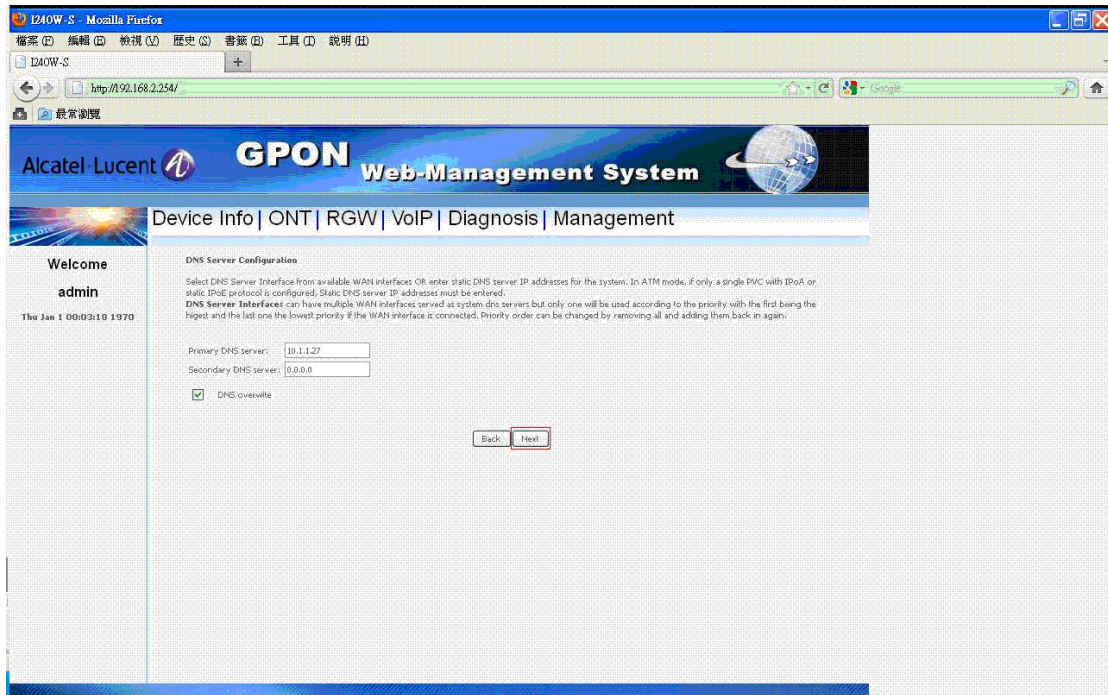 I240W-S - Mozilla Firefox
檔案(F) 編輯(E) 檢視(V) 歷史(S) 書籤(B) 工具(T) 說明(H)
I240W-S +
http://192.168.2.254/
Google
最常瀏覽
Alcatel·Lucent
GPON Web-Management System
Device Info| ONT| RGW| VoIP| Diagnosis| Management
Welcome
admin
Thu Jan 1 00:03:18 1970
DNS Server Configuration
Select DNS Server Interface from available WAN interfaces OR enter static DNS server IP addresses for the system. In ATM mode, if only a single PVC with IPoA or
static IPoE protocol is configured, Static DNS server IP addresses must be entered.
DNS Server Interfaces can have multiple WAN interfaces served as system dns servers but only one will be used according to the priority with the first being the
higest and the last one the lowest priority if the WAN interface is connected. Priority order can be changed by removing all and adding them back in again.
Primary DNS server: 10.1.1.27
Secondary DNS server: 0.0.0.0
DNS overwite
Back Next